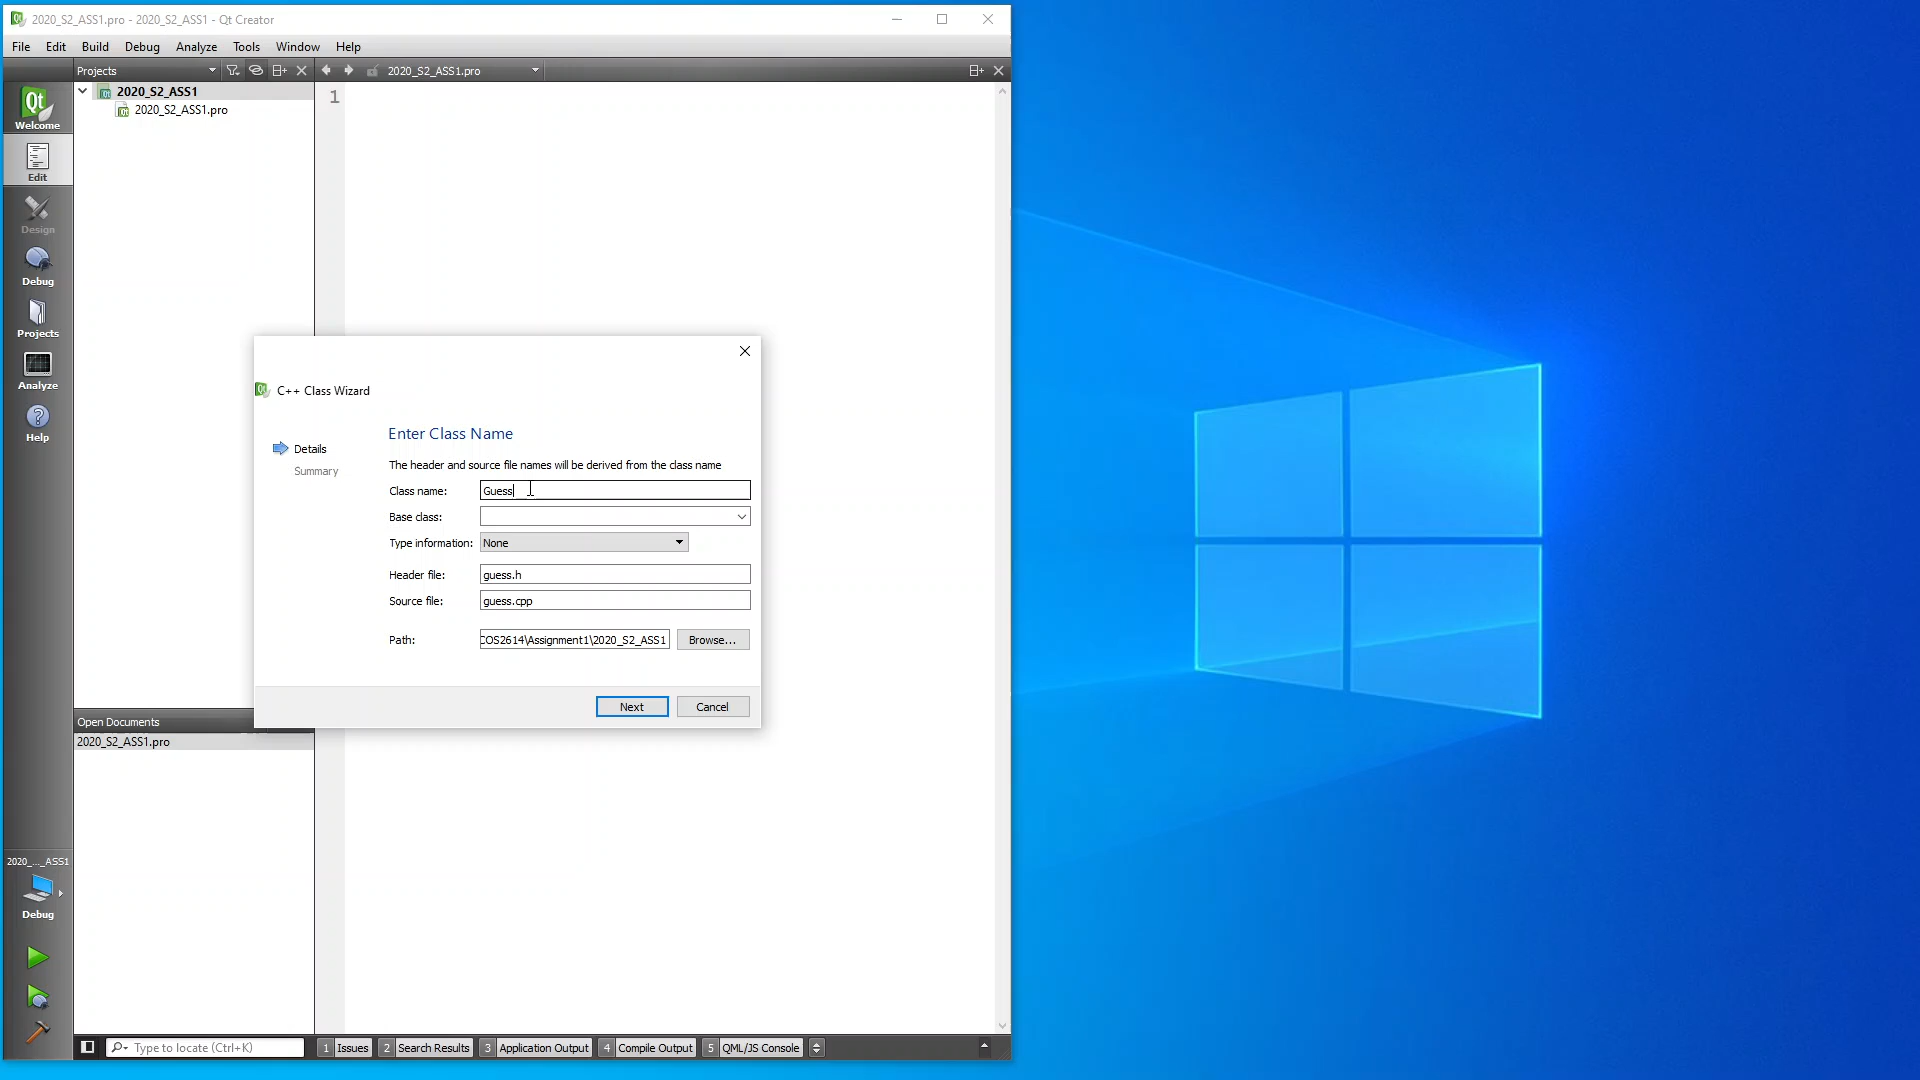 2020_S2_ASS1.pro - 2020_S2_ASS1 - Qt Creator
File Edit Build Debug Analyze Tools Window Help
Projects 2020_S2_ASS1.pro
2020_S2_ASS1
2020_S2_ASS1.pro
1
Welcome
Edit
Design
Debug
Projects
Analyze
Help
C++ Class Wizard
Details
Summary
Enter Class Name
The header and source file names will be derived from the class name
Class name: Guess
Base class:
Type information: None
Header file: guess.h
Source file: guess.cpp
Path: COS2614\Assignment1\2020_S2_ASS1 Browse...
Next Cancel
Open Documents
2020_S2_ASS1.pro
2020_..._ASS1
Debug
Type to locate (Ctrl+K) 1 Issues 2 Search Results 3 Application Output 4 Compile Output 5 QML/JS Console